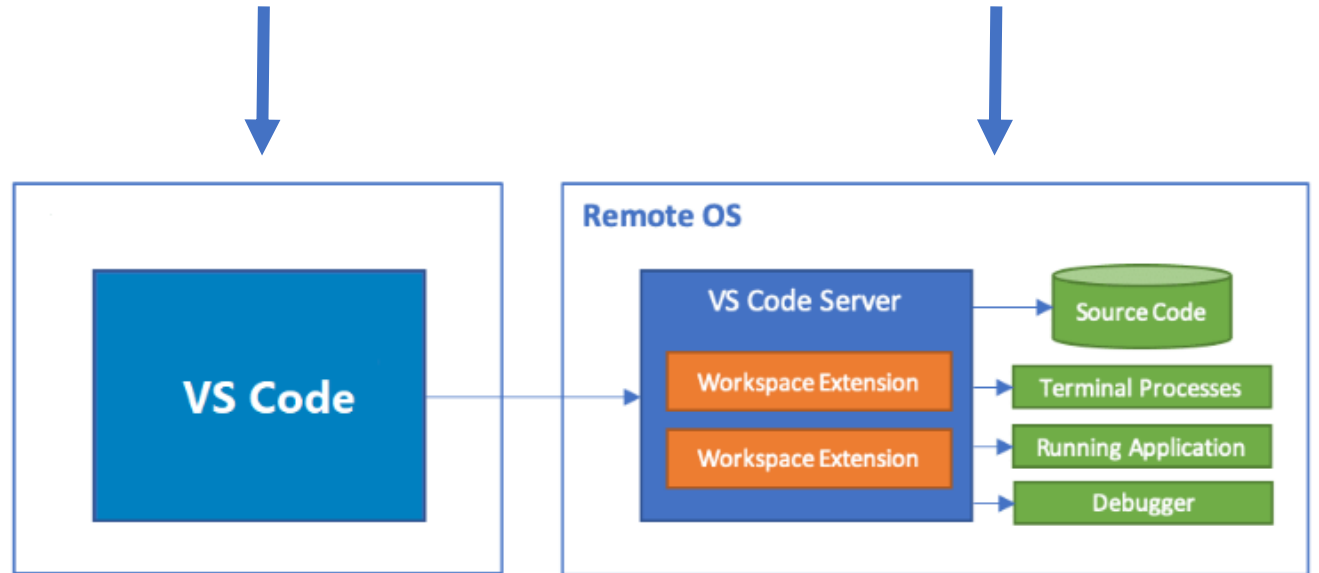 Remote OS
VS Code
VS Code Server
Workspace Extension
Workspace Extension
Source Code
Terminal Processes
Running Application
Debugger